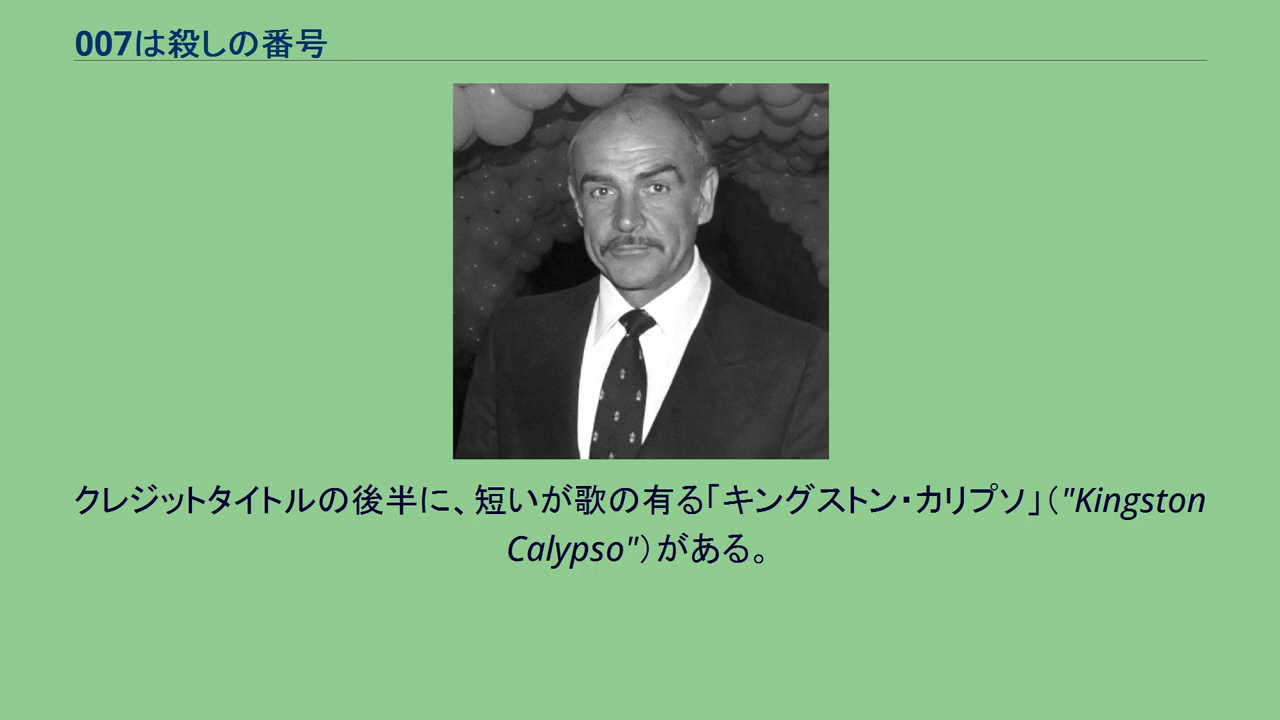 007は殺しの番号
クレジットタイトルの後半に、短いが歌の有る「キングストン・カリプソ」（"Kingston
Calypso"）がある。